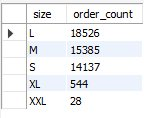 size order_count
L 18526
M 15385
S 14137
XL 544
XXL 28